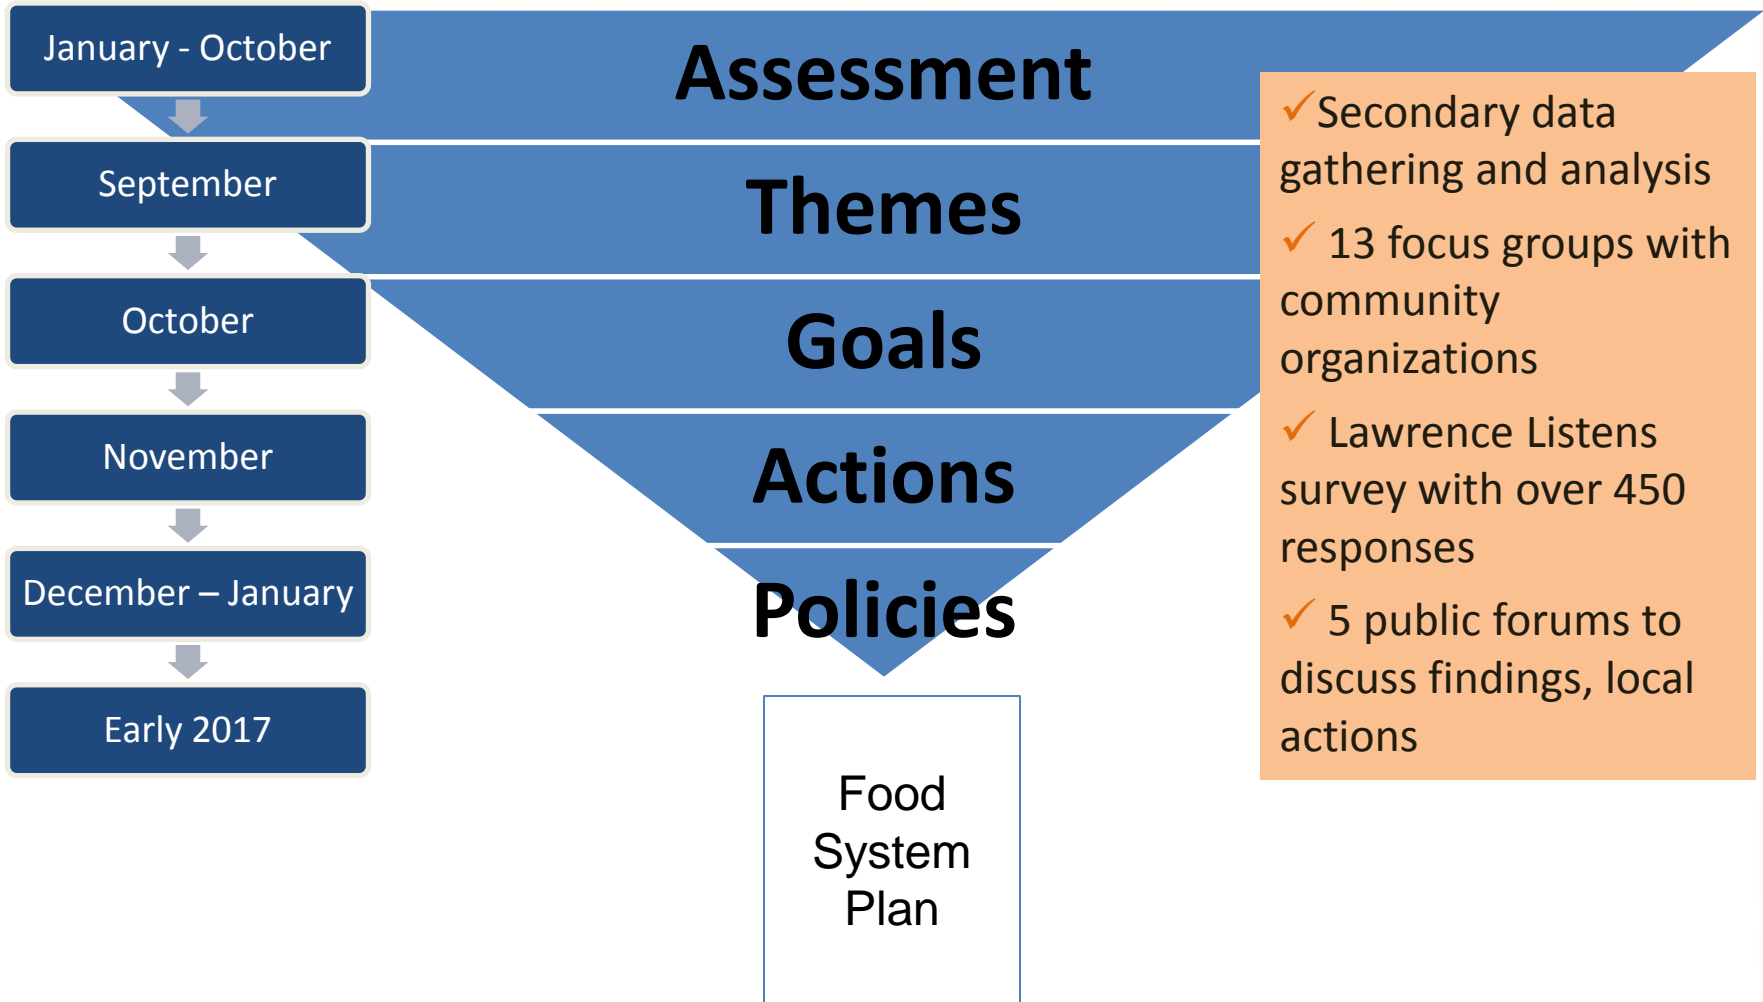 January - October
September
October
November
December – January
Early 2017
Assessment
Themes
Goals
Actions
Policies
Food
System
Plan
✓Secondary data
gathering and analysis
✓ 13 focus groups with
community
organizations
✓ Lawrence Listens
survey with over 450
responses
✓ 5 public forums to
discuss findings, local
actions